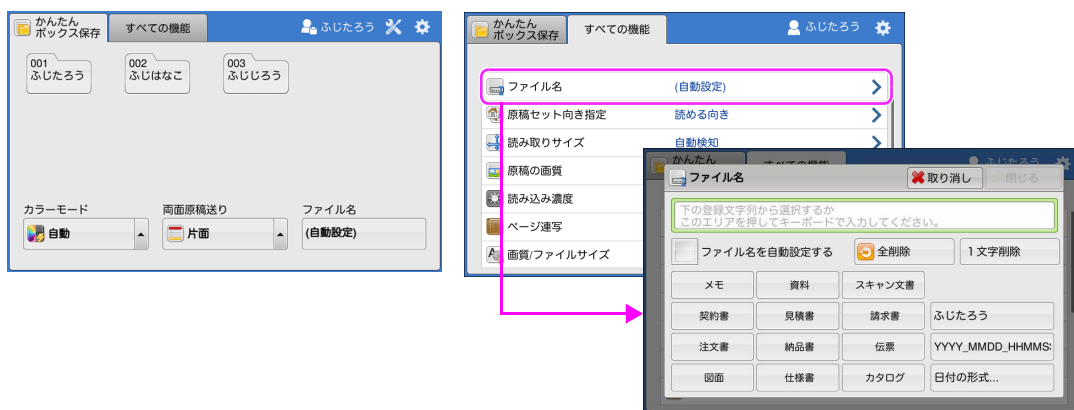 かんたん
ボックス保存
すべての機能
ふじたろう
001
ふじたろう
002
ふじはなこ
003
ふじじろう
カラーモード
両面原稿送り
ファイル名
自動
片面
(自動設定)
かんたん
ボックス保存
すべての機能
ふじたろう
ファイル名
(自動設定)
原稿セット向き指定
読める向き
読み取りサイズ
自動検知
原稿の画質
読み込み濃度
ページ連写
画質/ファイルサイズ
かんたん
すべての機能
ふじたろう
ファイル名
取り消し
閉じる
下の登録文字列から選択するか
このエリアを押してキーボードで入力してください。
ファイル名を自動設定する
全削除
1文字削除
メモ
資料
スキャン文書
契約書
見積書
請求書
ふじたろう
注文書
納品書
伝票
YYYY_MMDD_HHMMS
図面
仕様書
カタログ
日付の形式...